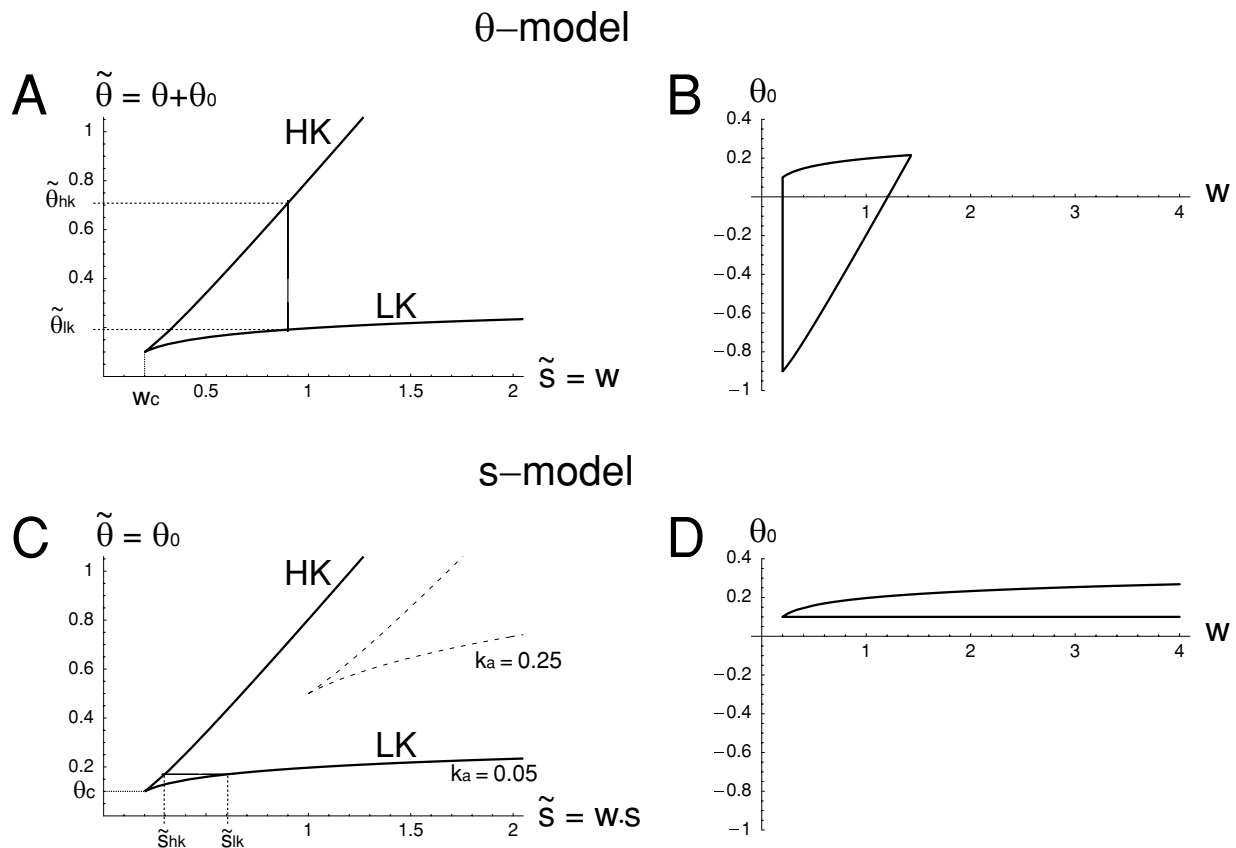 θ–model
A
θ̃ = θ+θ0
1
0.8
θ̃hk
0.6
0.4
θ̃lk
HK
LK
wc
0.5
1
1.5
2
s̃ = w
B
θ0
0.4
0.2
−0.2
−0.4
−0.6
−0.8
−1
1
2
3
4
w
s–model
C
θ̃ = θ0
1
0.8
0.6
0.4
0.2
θc
HK
LK
ka = 0.25
ka = 0.05
s̃hk
s̃lk
1
1.5
2
s̃ = w·s
D
θ0
0.4
0.2
−0.2
−0.4
−0.6
−0.8
−1
1
2
3
4
w